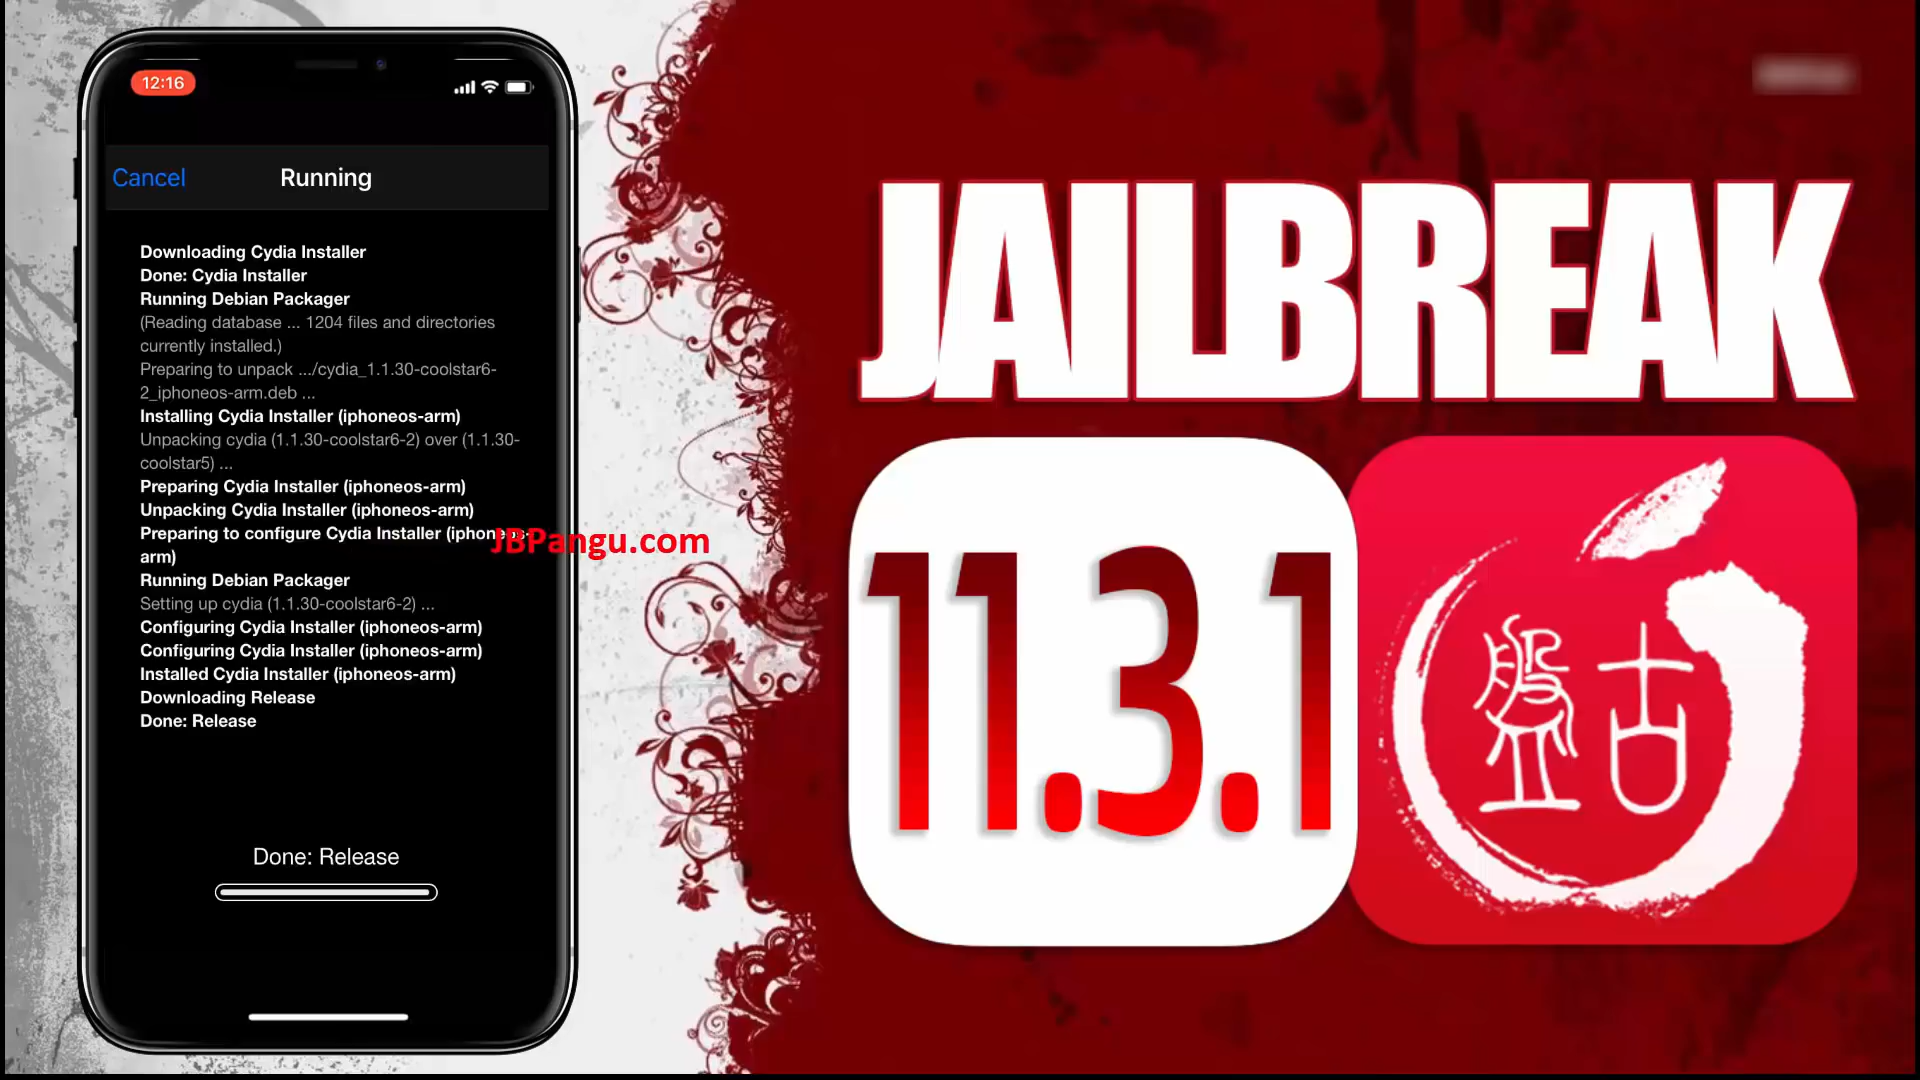 12:16
Cancel
Running
Downloading Cydia Installer
Done: Cydia Installer
Running Debian Packager
(Reading database ... 1204 files and directories
currently installed.)
Preparing to unpack .../cydia_1.1.30-coolstar6-
2_iphoneos-arm.deb ...
Installing Cydia Installer (iphoneos-arm)
Unpacking cydia (1.1.30-coolstar6-2) over (1.1.30-
coolstar5) ...
Preparing Cydia Installer (iphoneos-arm)
Unpacking Cydia Installer (iphoneos-arm)
Preparing to configure Cydia Installer (iphoneos-
arm)
Running Debian Packager
Setting up cydia (1.1.30-coolstar6-2) ...
Configuring Cydia Installer (iphoneos-arm)
Configuring Cydia Installer (iphoneos-arm)
Installed Cydia Installer (iphoneos-arm)
Downloading Release
Done: Release
Done: Release
JBPangu.com
JAILBREAK
11.3.1
盤古